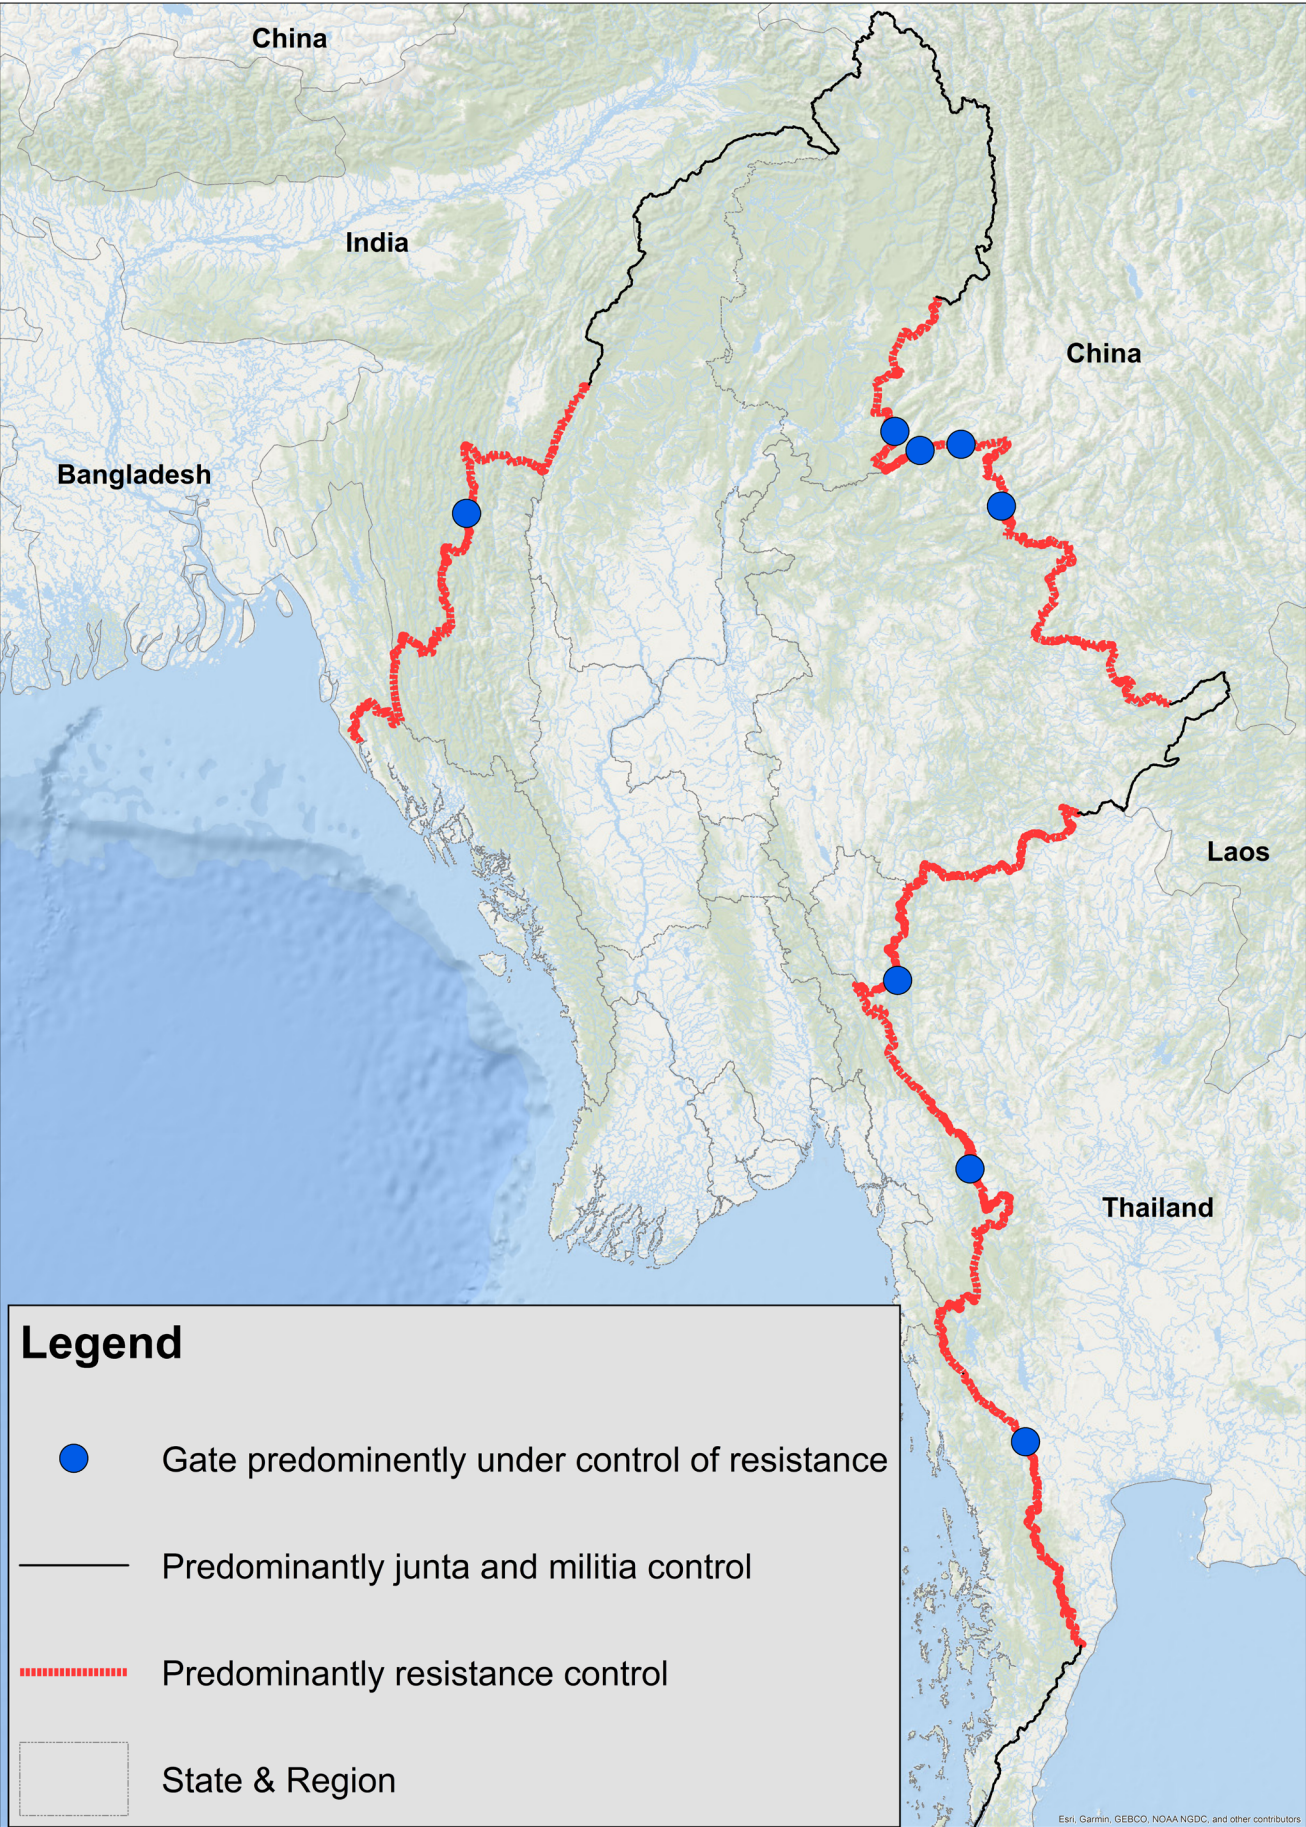 China
India
China
Bangladesh
Laos
Thailand
Legend
Gate predominently under control of resistance
Predominantly junta and militia control
Predominantly resistance control
State & Region
Esri, Garmin, GEBCO, NOAA NGDC, and other contributors